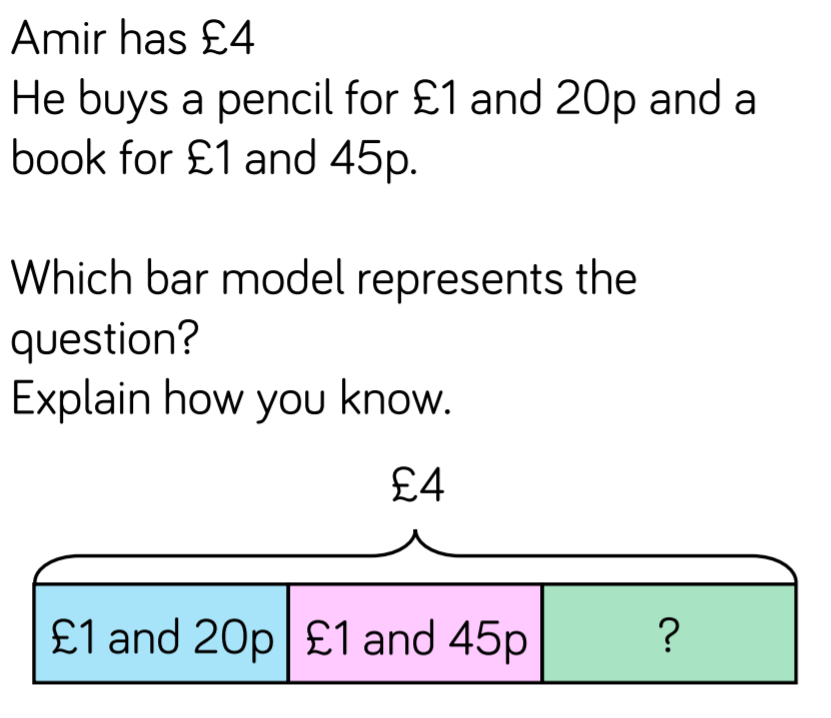 Amir has £4
He buys a pencil for £1 and 20p and a
book for £1 and 45p.
Which bar model represents the
question?
Explain how you know.
£4
£1 and 20p £1 and 45p ?